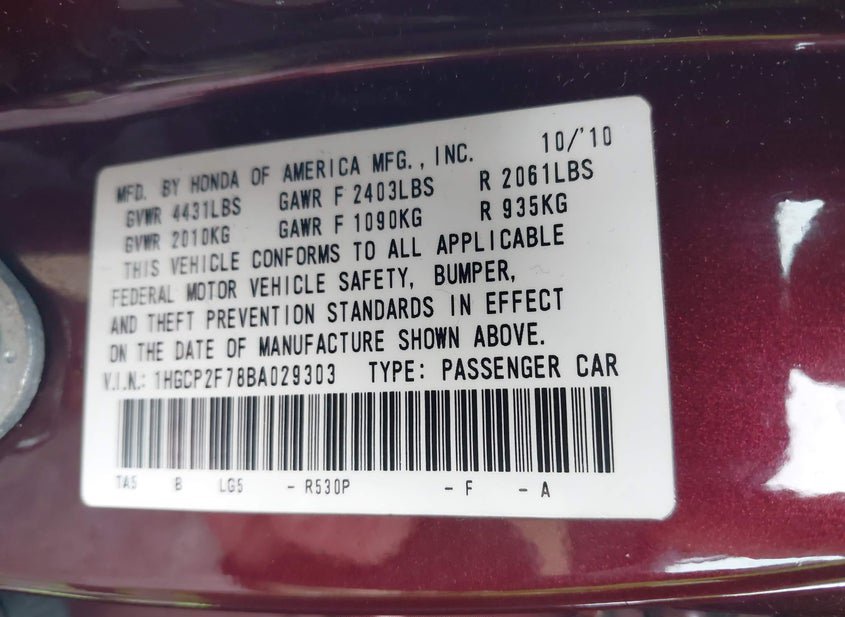 MFD. BY HONDA OF AMERICA MFG., INC. 10/'10
GVWR 4431LBS GAWR F 2403LBS R 2061LBS
GVWR 2010KG GAWR F 1090KG R 935KG
THIS VEHICLE CONFORMS TO ALL APPLICABLE
FEDERAL MOTOR VEHICLE SAFETY, BUMPER,
AND THEFT PREVENTION STANDARDS IN EFFECT
ON THE DATE OF MANUFACTURE SHOWN ABOVE.
V.I.N.: 1HGCP2F78BA029303 TYPE: PASSENGER CAR
TA5 B LG5 - R530P - F - A